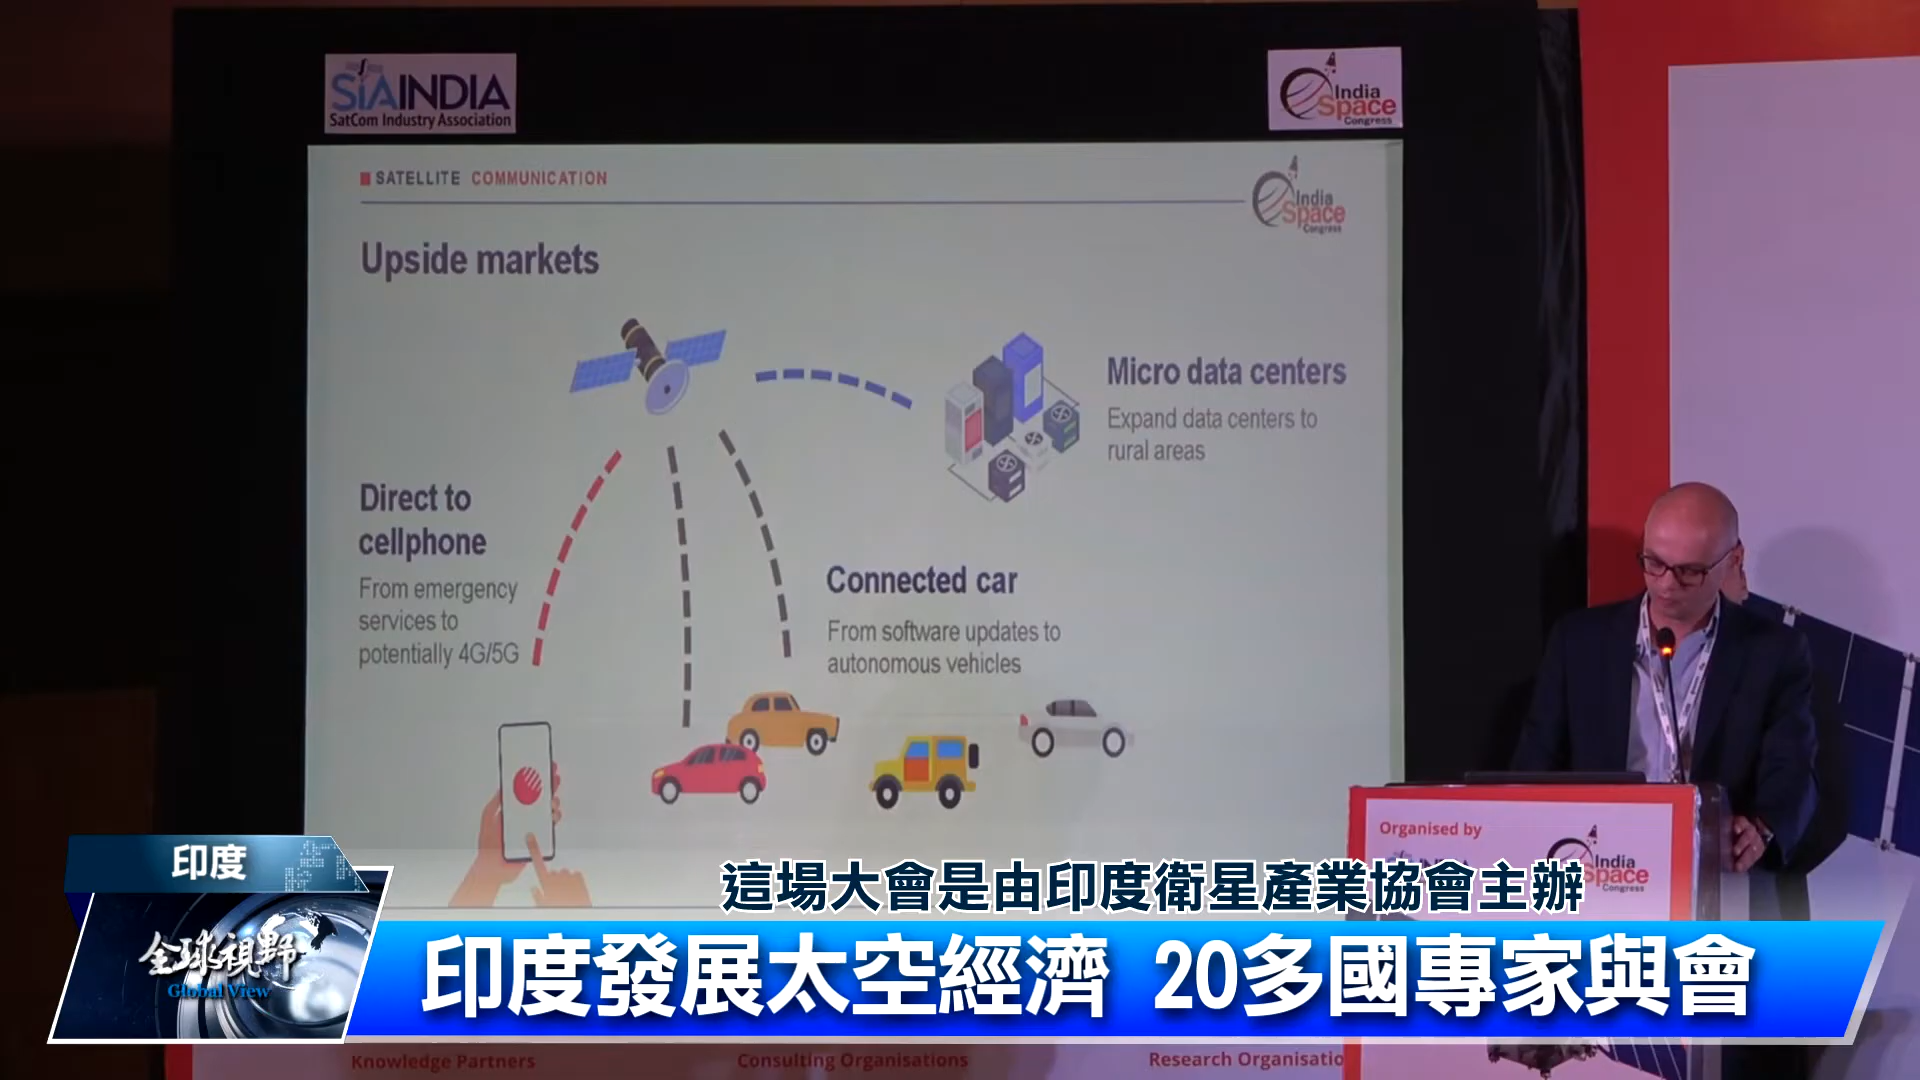 SiAINDIA
SatCom Industry Association
India
Space
Congress
SATELLITE COMMUNICATION
India
Space
Congress
Upside markets
Micro data centers
Expand data centers to
rural areas
Direct to
cellphone
From emergency
services to
potentially 4G/5G
Connected car
From software updates to
autonomous vehicles
Organised by
India
Space
Congress
印度
這場大會是由印度衛星產業協會主辦
全球視野
Global View
印度發展太空經濟 20多國專家與會
Knowledge Partners
Consulting Organisations
Research Organisatio